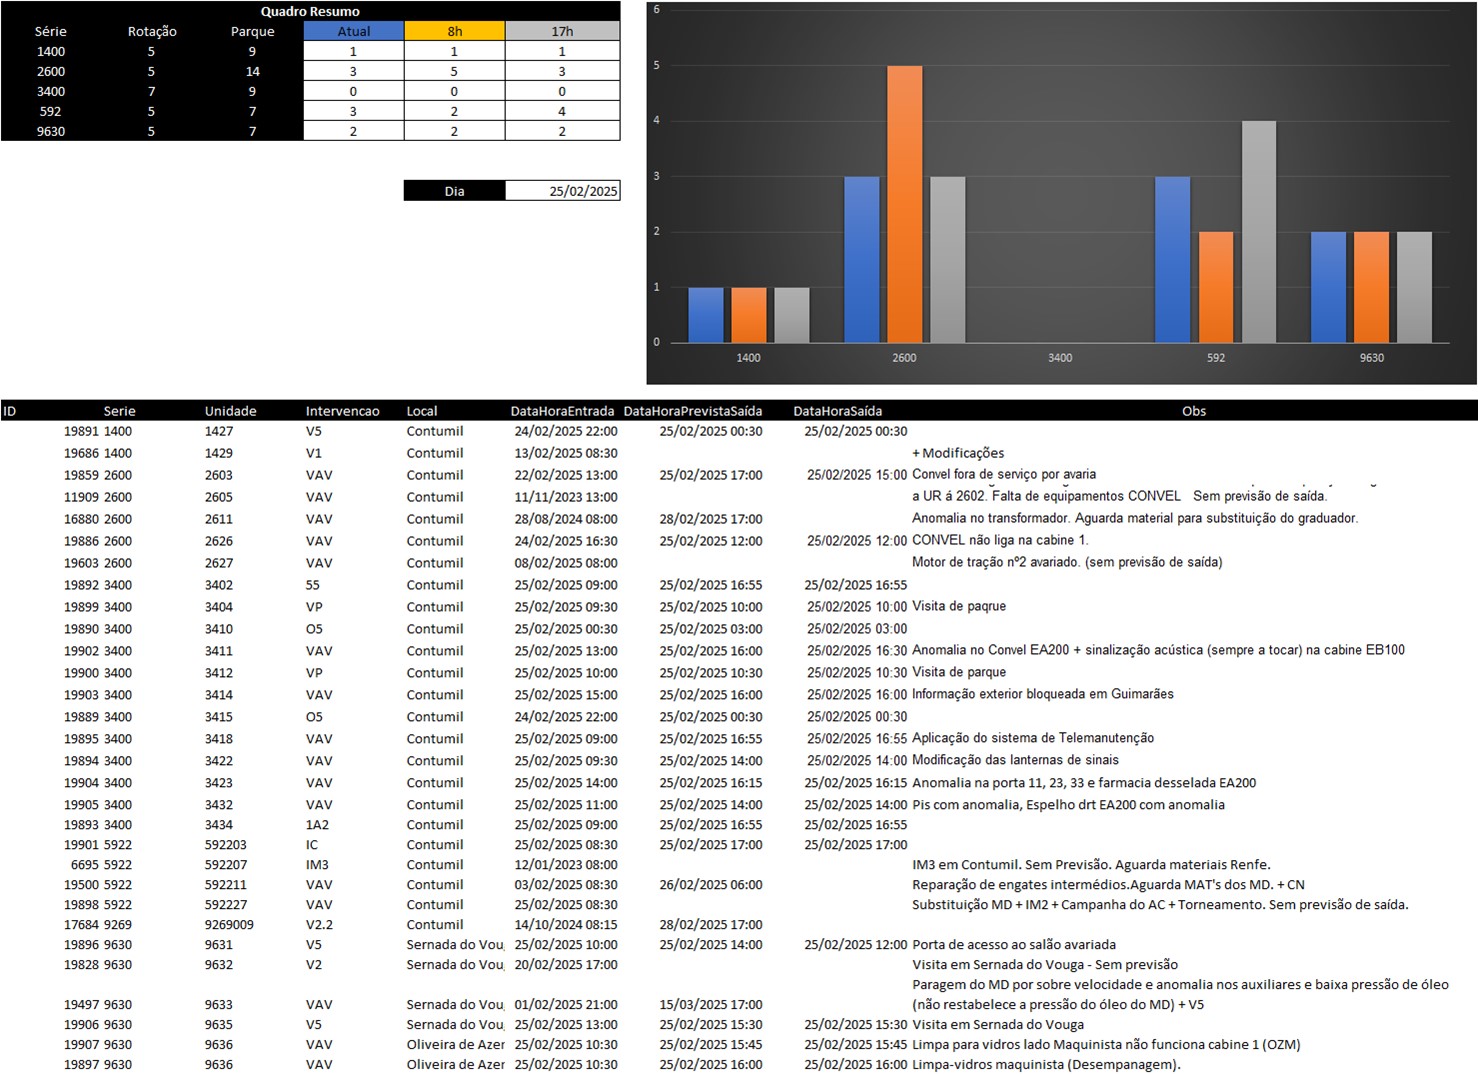 Quadro Resumo
Série Rotação Parque Atual 8h 17h
1400 5 9 1 1 1
2600 5 14 3 5 3
3400 7 9 0 0 0
592 5 7 3 2 4
9630 5 7 2 2 2
Dia 25/02/2025
6
5
4
3
2
1
0
1400 2600 3400 592 9630
ID Serie Unidade Intervencao Local DataHoraEntrada DataHoraPrevistaSaída DataHoraSaída Obs
19891 1400 1427 V5 Contumil 24/02/2025 22:00 25/02/2025 00:30 25/02/2025 00:30
19686 1400 1429 V1 Contumil 13/02/2025 08:30 + Modificações
19859 2600 2603 VAV Contumil 22/02/2025 13:00 25/02/2025 17:00 25/02/2025 15:00 Convel fora de serviço por avaria
11909 2600 2605 VAV Contumil 11/11/2023 13:00 a UR á 2602. Falta de equipamentos CONVEL Sem previsão de saída.
16880 2600 2611 VAV Contumil 28/08/2024 08:00 28/02/2025 17:00 Anomalia no transformador. Aguarda material para substituição do graduador.
19886 2600 2626 VAV Contumil 24/02/2025 16:30 25/02/2025 12:00 25/02/2025 12:00 CONVEL não liga na cabine 1.
19603 2600 2627 VAV Contumil 08/02/2025 08:00 Motor de tração nº2 avariado. (sem previsão de saída)
19892 3400 3402 55 Contumil 25/02/2025 09:00 25/02/2025 16:55 25/02/2025 16:55
19899 3400 3404 VP Contumil 25/02/2025 09:30 25/02/2025 10:00 25/02/2025 10:00 Visita de paqrue
19890 3400 3410 O5 Contumil 25/02/2025 00:30 25/02/2025 03:00 25/02/2025 03:00
19902 3400 3411 VAV Contumil 25/02/2025 13:00 25/02/2025 16:00 25/02/2025 16:30 Anomalia no Convel EA200 + sinalização acústica (sempre a tocar) na cabine EB100
19900 3400 3412 VP Contumil 25/02/2025 10:00 25/02/2025 10:30 25/02/2025 10:30 Visita de parque
19903 3400 3414 VAV Contumil 25/02/2025 15:00 25/02/2025 16:00 25/02/2025 16:00 Informação exterior bloqueada em Guimarães
19889 3400 3415 O5 Contumil 24/02/2025 22:00 25/02/2025 00:30 25/02/2025 00:30
19895 3400 3418 VAV Contumil 25/02/2025 09:00 25/02/2025 16:55 25/02/2025 16:55 Aplicação do sistema de Telemanutenção
19894 3400 3422 VAV Contumil 25/02/2025 09:30 25/02/2025 14:00 25/02/2025 14:00 Modificação das lanternas de sinais
19904 3400 3423 VAV Contumil 25/02/2025 14:00 25/02/2025 16:15 25/02/2025 16:15 Anomalia na porta 11, 23, 33 e farmacia desselada EA200
19905 3400 3432 VAV Contumil 25/02/2025 11:00 25/02/2025 14:00 25/02/2025 14:00 Pis com anomalia, Espelho drt EA200 com anomalia
19893 3400 3434 1A2 Contumil 25/02/2025 09:00 25/02/2025 16:55 25/02/2025 16:55
19901 5922 592203 IC Contumil 25/02/2025 08:30 25/02/2025 17:00 25/02/2025 17:00
6695 5922 592207 IM3 Contumil 12/01/2023 08:00 IM3 em Contumil. Sem Previsão. Aguarda materiais Renfe.
19500 5922 592211 VAV Contumil 03/02/2025 08:30 26/02/2025 06:00 Reparação de engates intermédios.Aguarda MAT's dos MD. + CN
19898 5922 592227 VAV Contumil 25/02/2025 08:30 Substituição MD + IM2 + Campanha do AC + Torneamento. Sem previsão de saída.
17684 9269 9269009 V2.2 Contumil 14/10/2024 08:15 28/02/2025 17:00
19896 9630 9631 V5 Sernada do Voug 25/02/2025 10:00 25/02/2025 14:00 25/02/2025 12:00 Porta de acesso ao salão avariada
19828 9630 9632 V2 Sernada do Voug 20/02/2025 17:00 Visita em Sernada do Vouga - Sem previsão
Paragem do MD por sobre velocidade e anomalia nos auxiliares e baixa pressão de óleo
19497 9630 9633 VAV Sernada do Voug 01/02/2025 21:00 15/03/2025 17:00 (não restabelece a pressão do óleo do MD) + V5
19906 9630 9635 V5 Sernada do Voug 25/02/2025 13:00 25/02/2025 15:30 25/02/2025 15:30 Visita em Sernada do Vouga
19907 9630 9636 VAV Oliveira de Azer 25/02/2025 10:30 25/02/2025 15:45 25/02/2025 15:45 Limpa para vidros lado Maquinista não funciona cabine 1 (OZM)
19897 9630 9636 VAV Oliveira de Azer 25/02/2025 10:30 25/02/2025 16:00 25/02/2025 16:00 Limpa-vidros maquinista (Desempanagem).